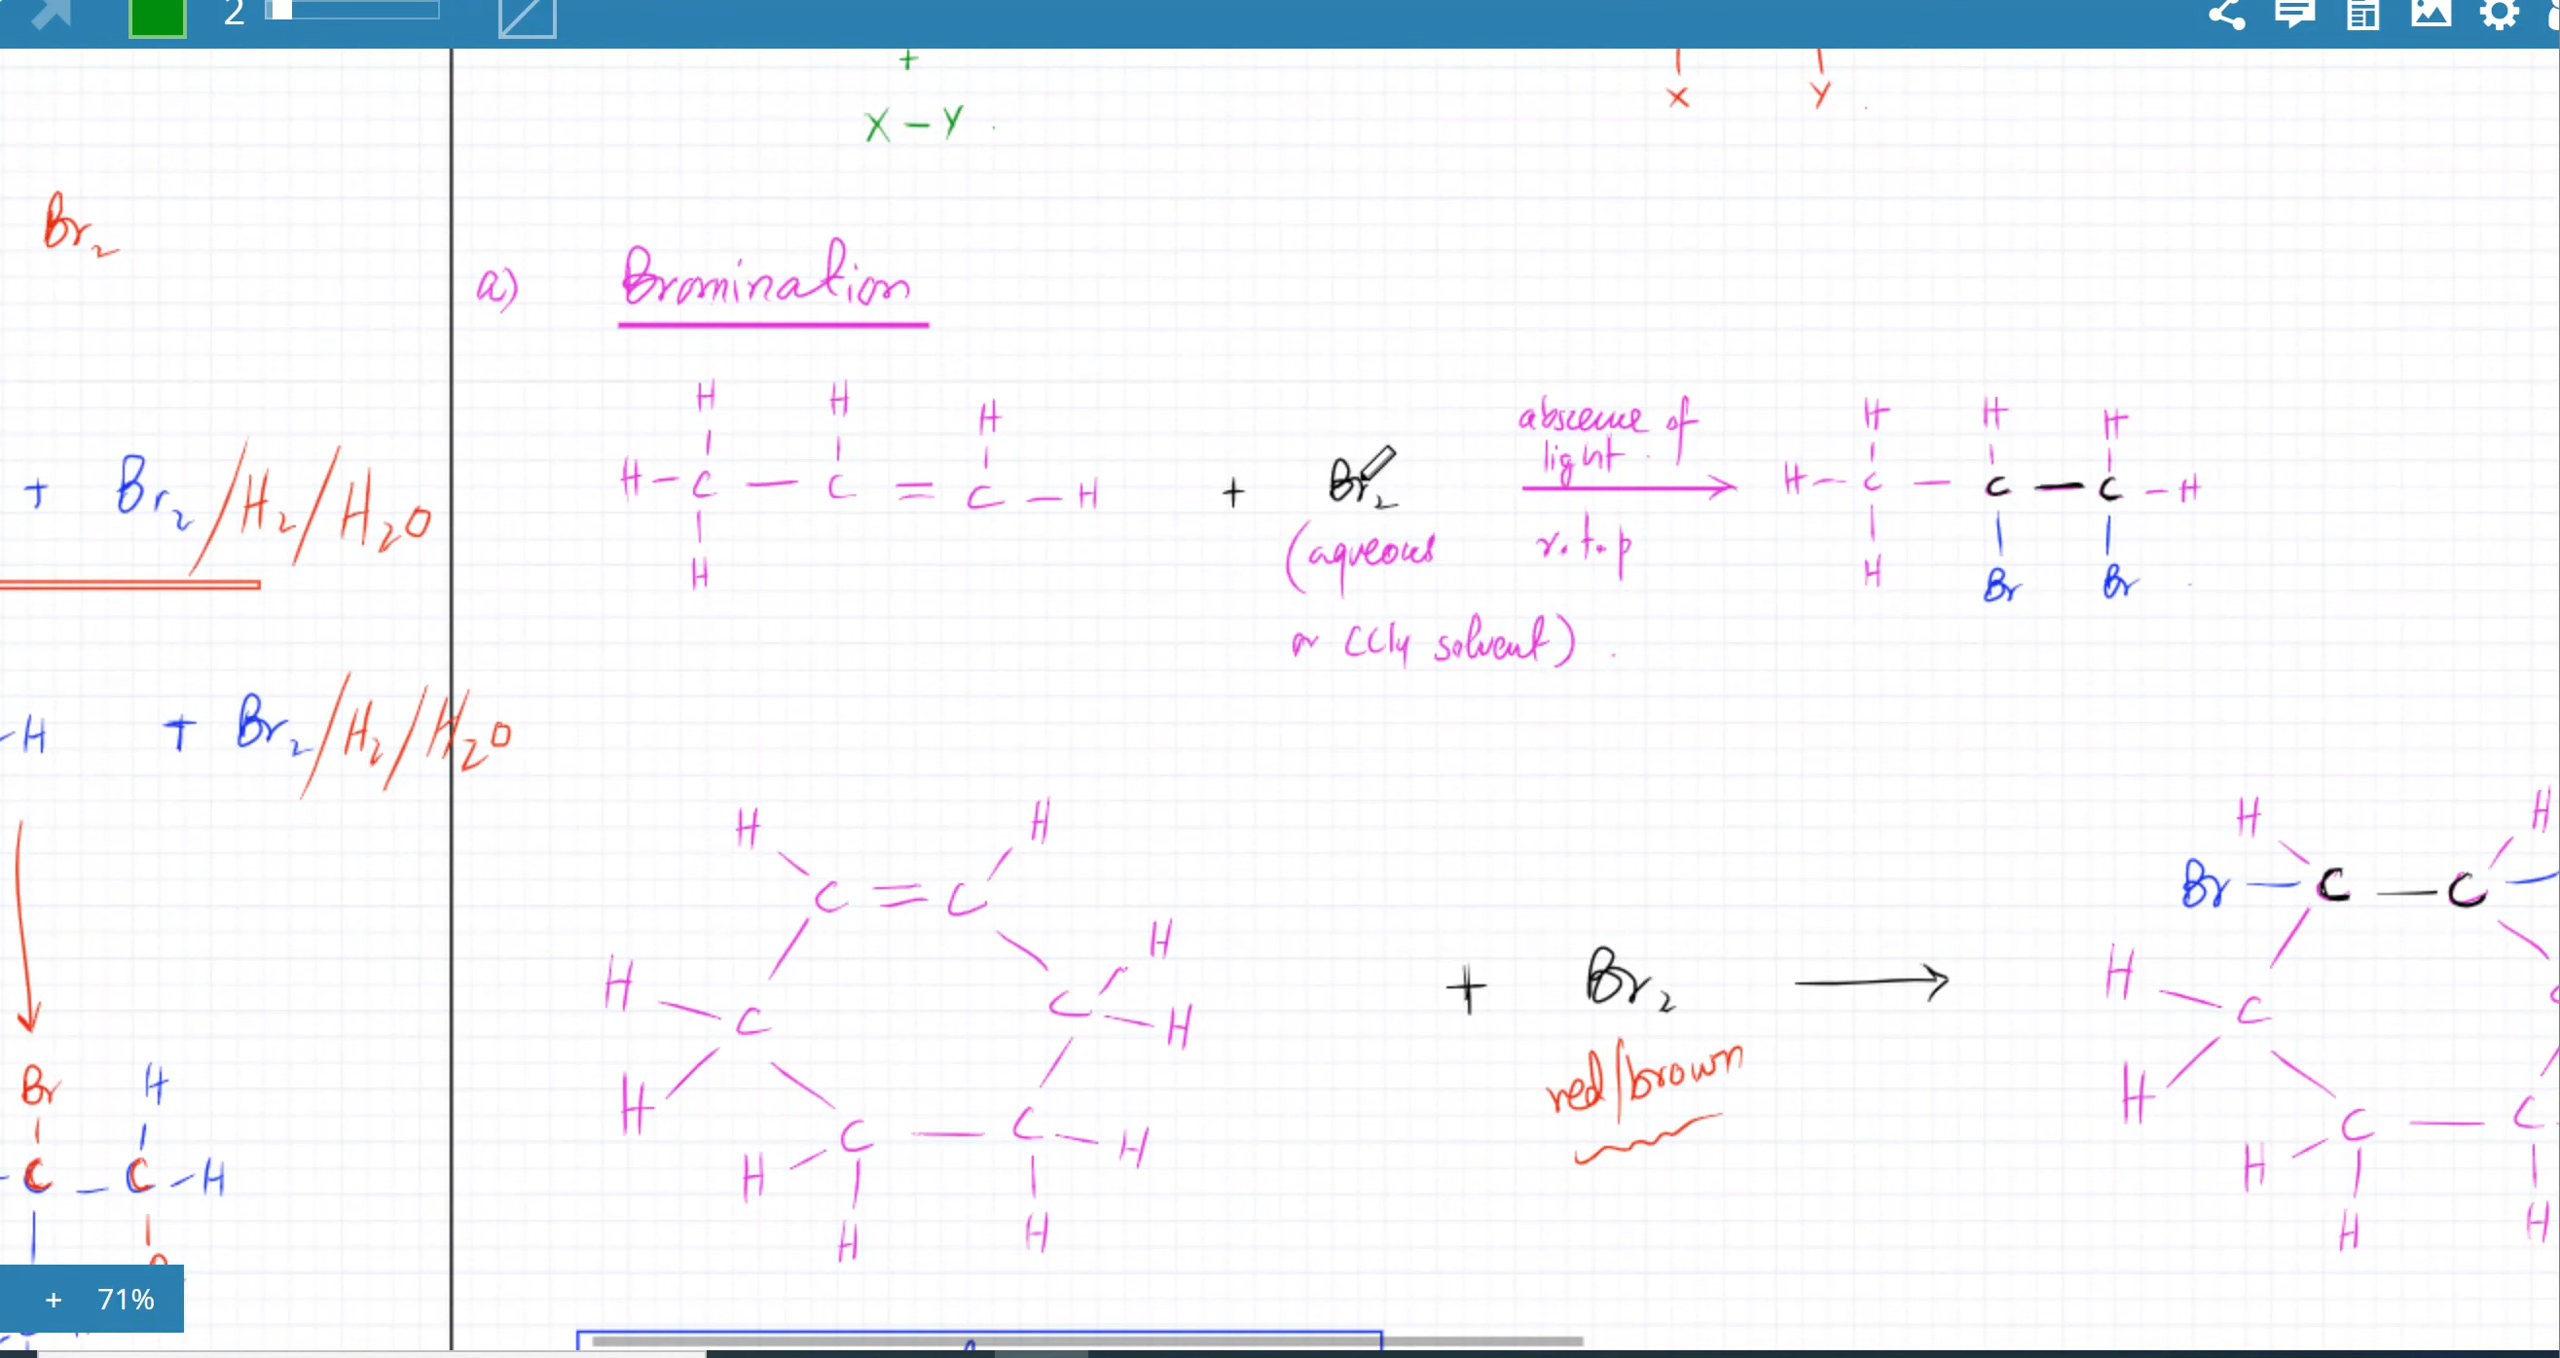 2
+
X – Y
X Y
Br2
a) Bromination
H H H
H – C — C = C – H
H
+ Br2
(aqueous
or CCl4 solvent)
abscence of
light
r.t.p
H H H
H – C — C — C – H
H Br Br
+ Br2/H2/H2O
-H + Br2/H2/H2O
H H
C = C
H C C H
H H
C — C
H H
H H
+ Br2 →
red/brown
H H
Br – C — C –
H C
H
C — C
H
H H
Br H
C – C – H
+ 71%